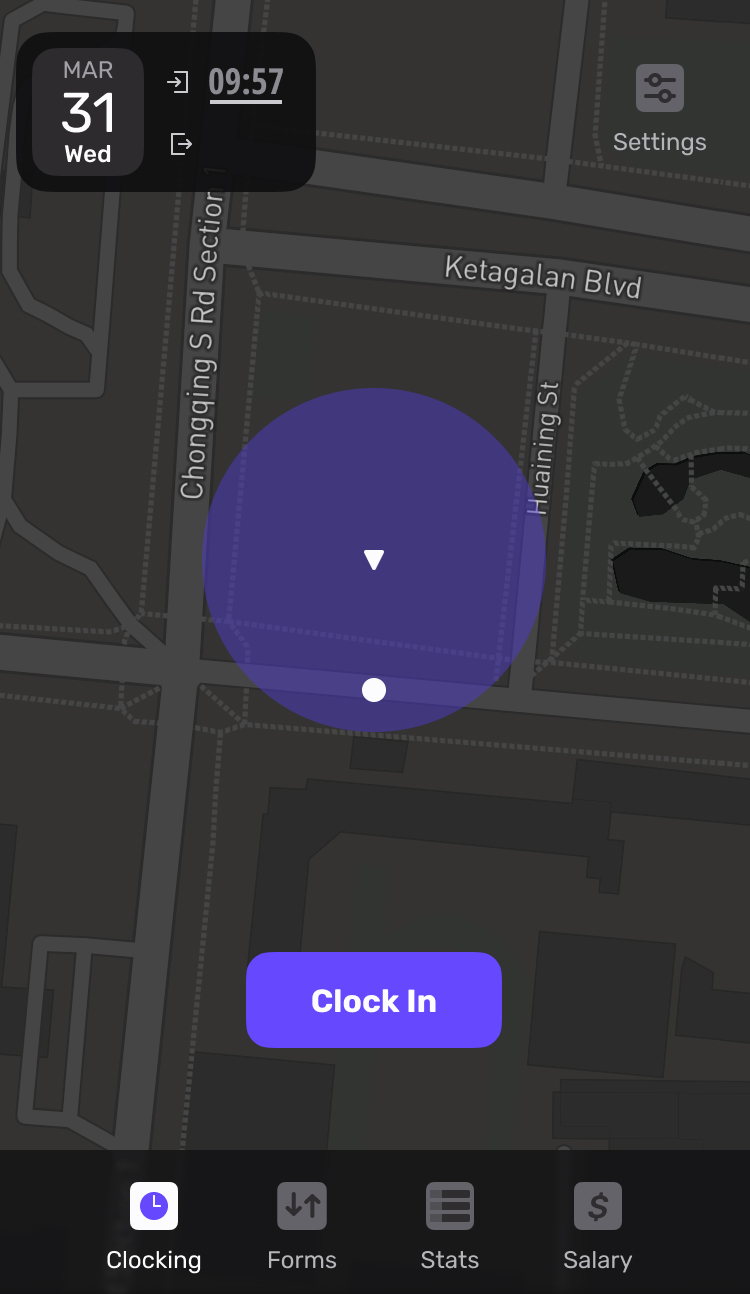 MAR
31
Wed
09:57
Settings
Chongqing S Rd Section 1
Ketagalan Blvd
Huaining St
Clock In
Clocking
Forms
Stats
Salary